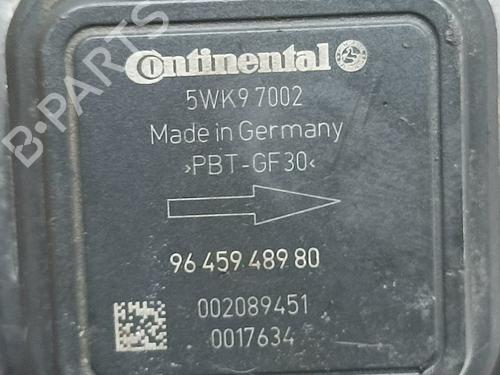 Continental
5WK9 7002
Made in Germany
›PBT-GF30‹
96 459 489 80
002089451
0017634
B-PARTS